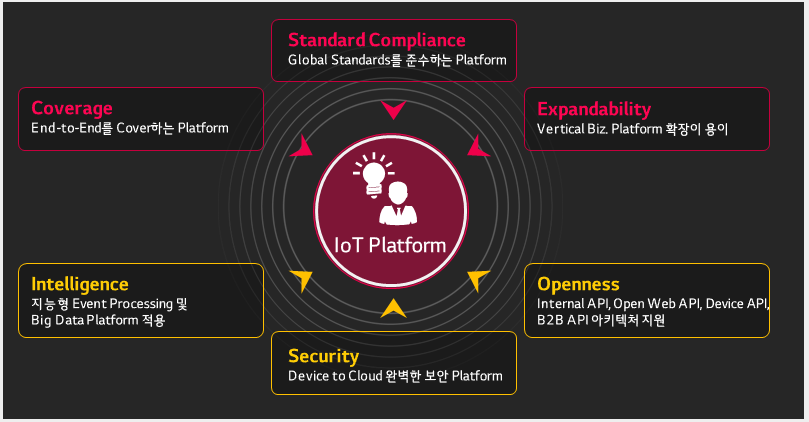 Standard Compliance
Global Standards를 준수하는 Platform
Coverage
End-to-End를 Cover하는 Platform
Expandability
Vertical Biz. Platform 확장이 용이
IoT Platform
Intelligence
지능형 Event Processing 및
Big Data Platform 적용
Openness
Internal API, Open Web API, Device API,
B2B API 아키텍처 지원
Security
Device to Cloud 완벽한 보안 Platform